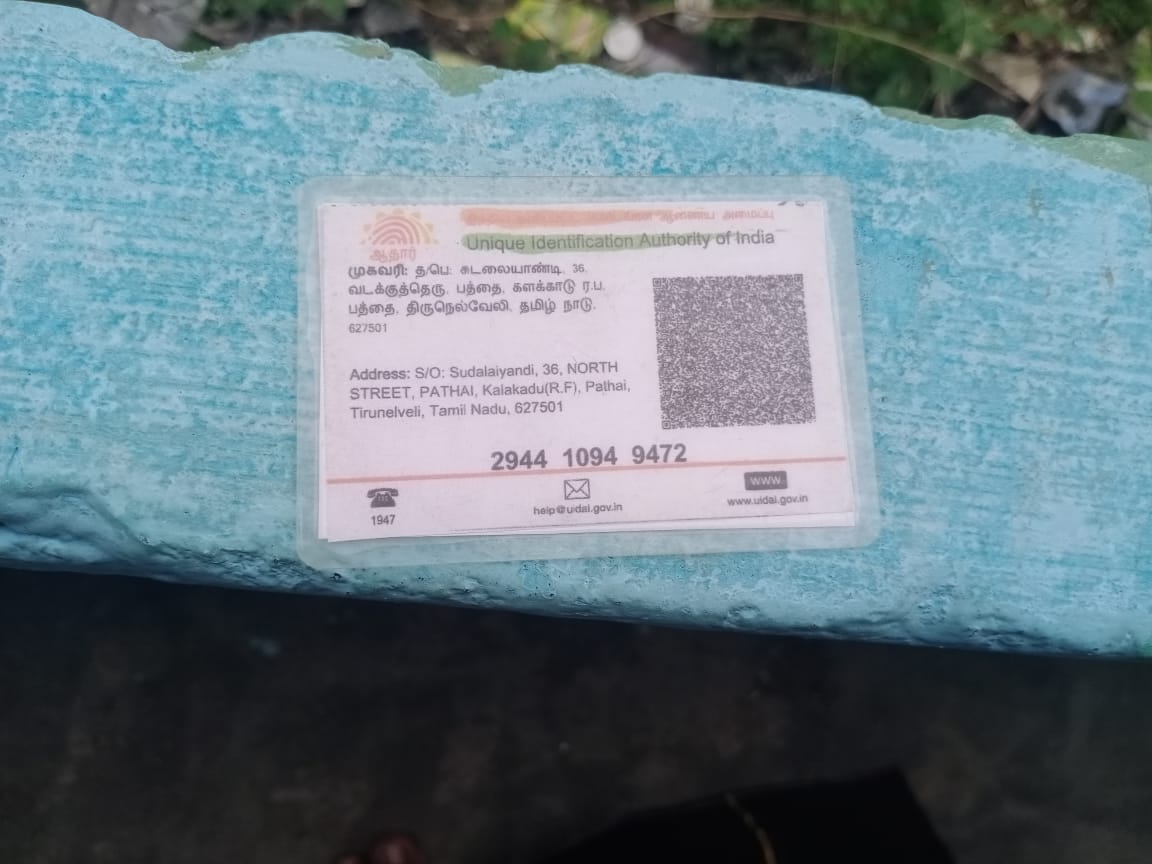 ஆணைய அமைப்பு
Unique Identification Authority of India
ஆதார்
முகவரி: த/பெ: சுடலையாண்டி, 36,
வடக்குத்தெரு, பத்தை, களக்காடு ர.ப,
பத்தை, திருநெல்வேலி, தமிழ் நாடு,
627501
Address: S/O: Sudalaiyandi, 36, NORTH
STREET, PATHAI, Kalakadu(R.F), Pathai,
Tirunelveli, Tamil Nadu, 627501
2944 1094 9472
1947
help@uidai.gov.in
www
www.uidai.gov.in